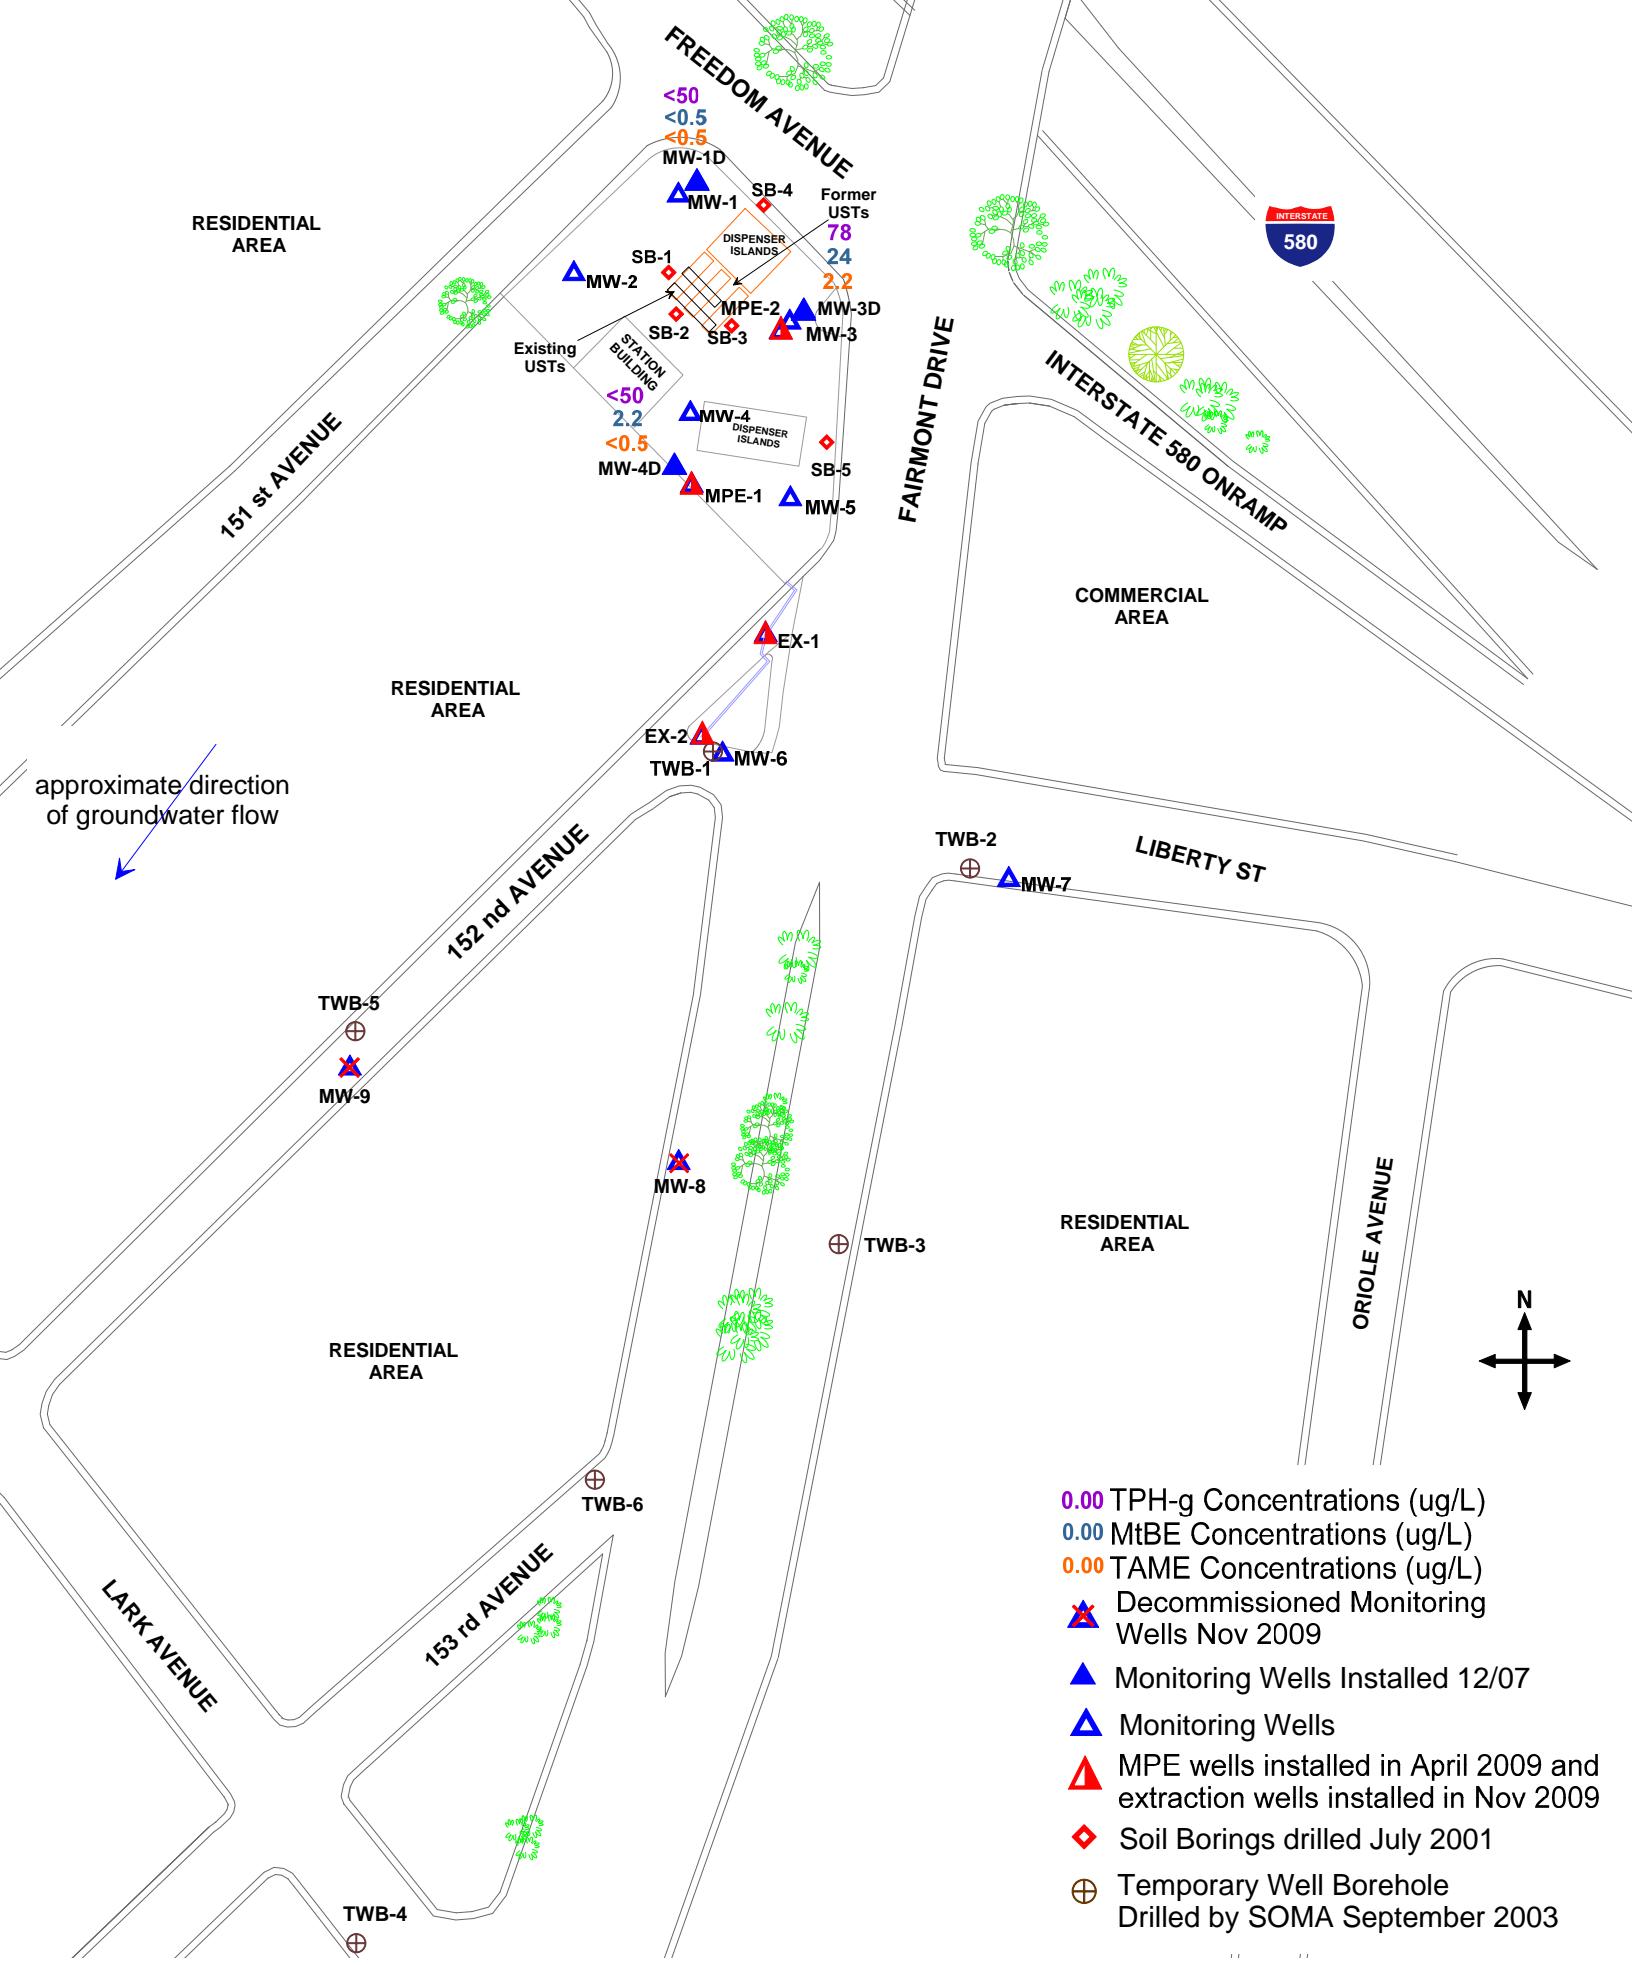 FREEDOM AVENUE
<50
<0.5
<0.5
MW-1D
MW-1
SB-4
Former
USTs
78
24
2.2
RESIDENTIAL
AREA
INTERSTATE
580
DISPENSER
ISLANDS
SB-1
MW-2
MPE-2
MW-3D
MW-3
SB-2
SB-3
Existing
USTs
STATION
BUILDING
<50
2.2
<0.5
MW-4
DISPENSER
ISLANDS
MW-4D
MPE-1
SB-5
MW-5
151 st AVENUE
FAIRMONT DRIVE
INTERSTATE 580 ONRAMP
COMMERCIAL
AREA
EX-1
RESIDENTIAL
AREA
EX-2
MW-6
TWB-1
approximate direction
of groundwater flow
152 nd AVENUE
TWB-2
MW-7
LIBERTY ST
TWB-5
MW-9
MW-8
TWB-3
RESIDENTIAL
AREA
ORIOLE AVENUE
N
RESIDENTIAL
AREA
TWB-6
LARK AVENUE
153 rd AVENUE
TWB-4
0.00 TPH-g Concentrations (ug/L)
0.00 MtBE Concentrations (ug/L)
0.00 TAME Concentrations (ug/L)
Decommissioned Monitoring
Wells Nov 2009
Monitoring Wells Installed 12/07
Monitoring Wells
MPE wells installed in April 2009 and
extraction wells installed in Nov 2009
Soil Borings drilled July 2001
Temporary Well Borehole
Drilled by SOMA September 2003